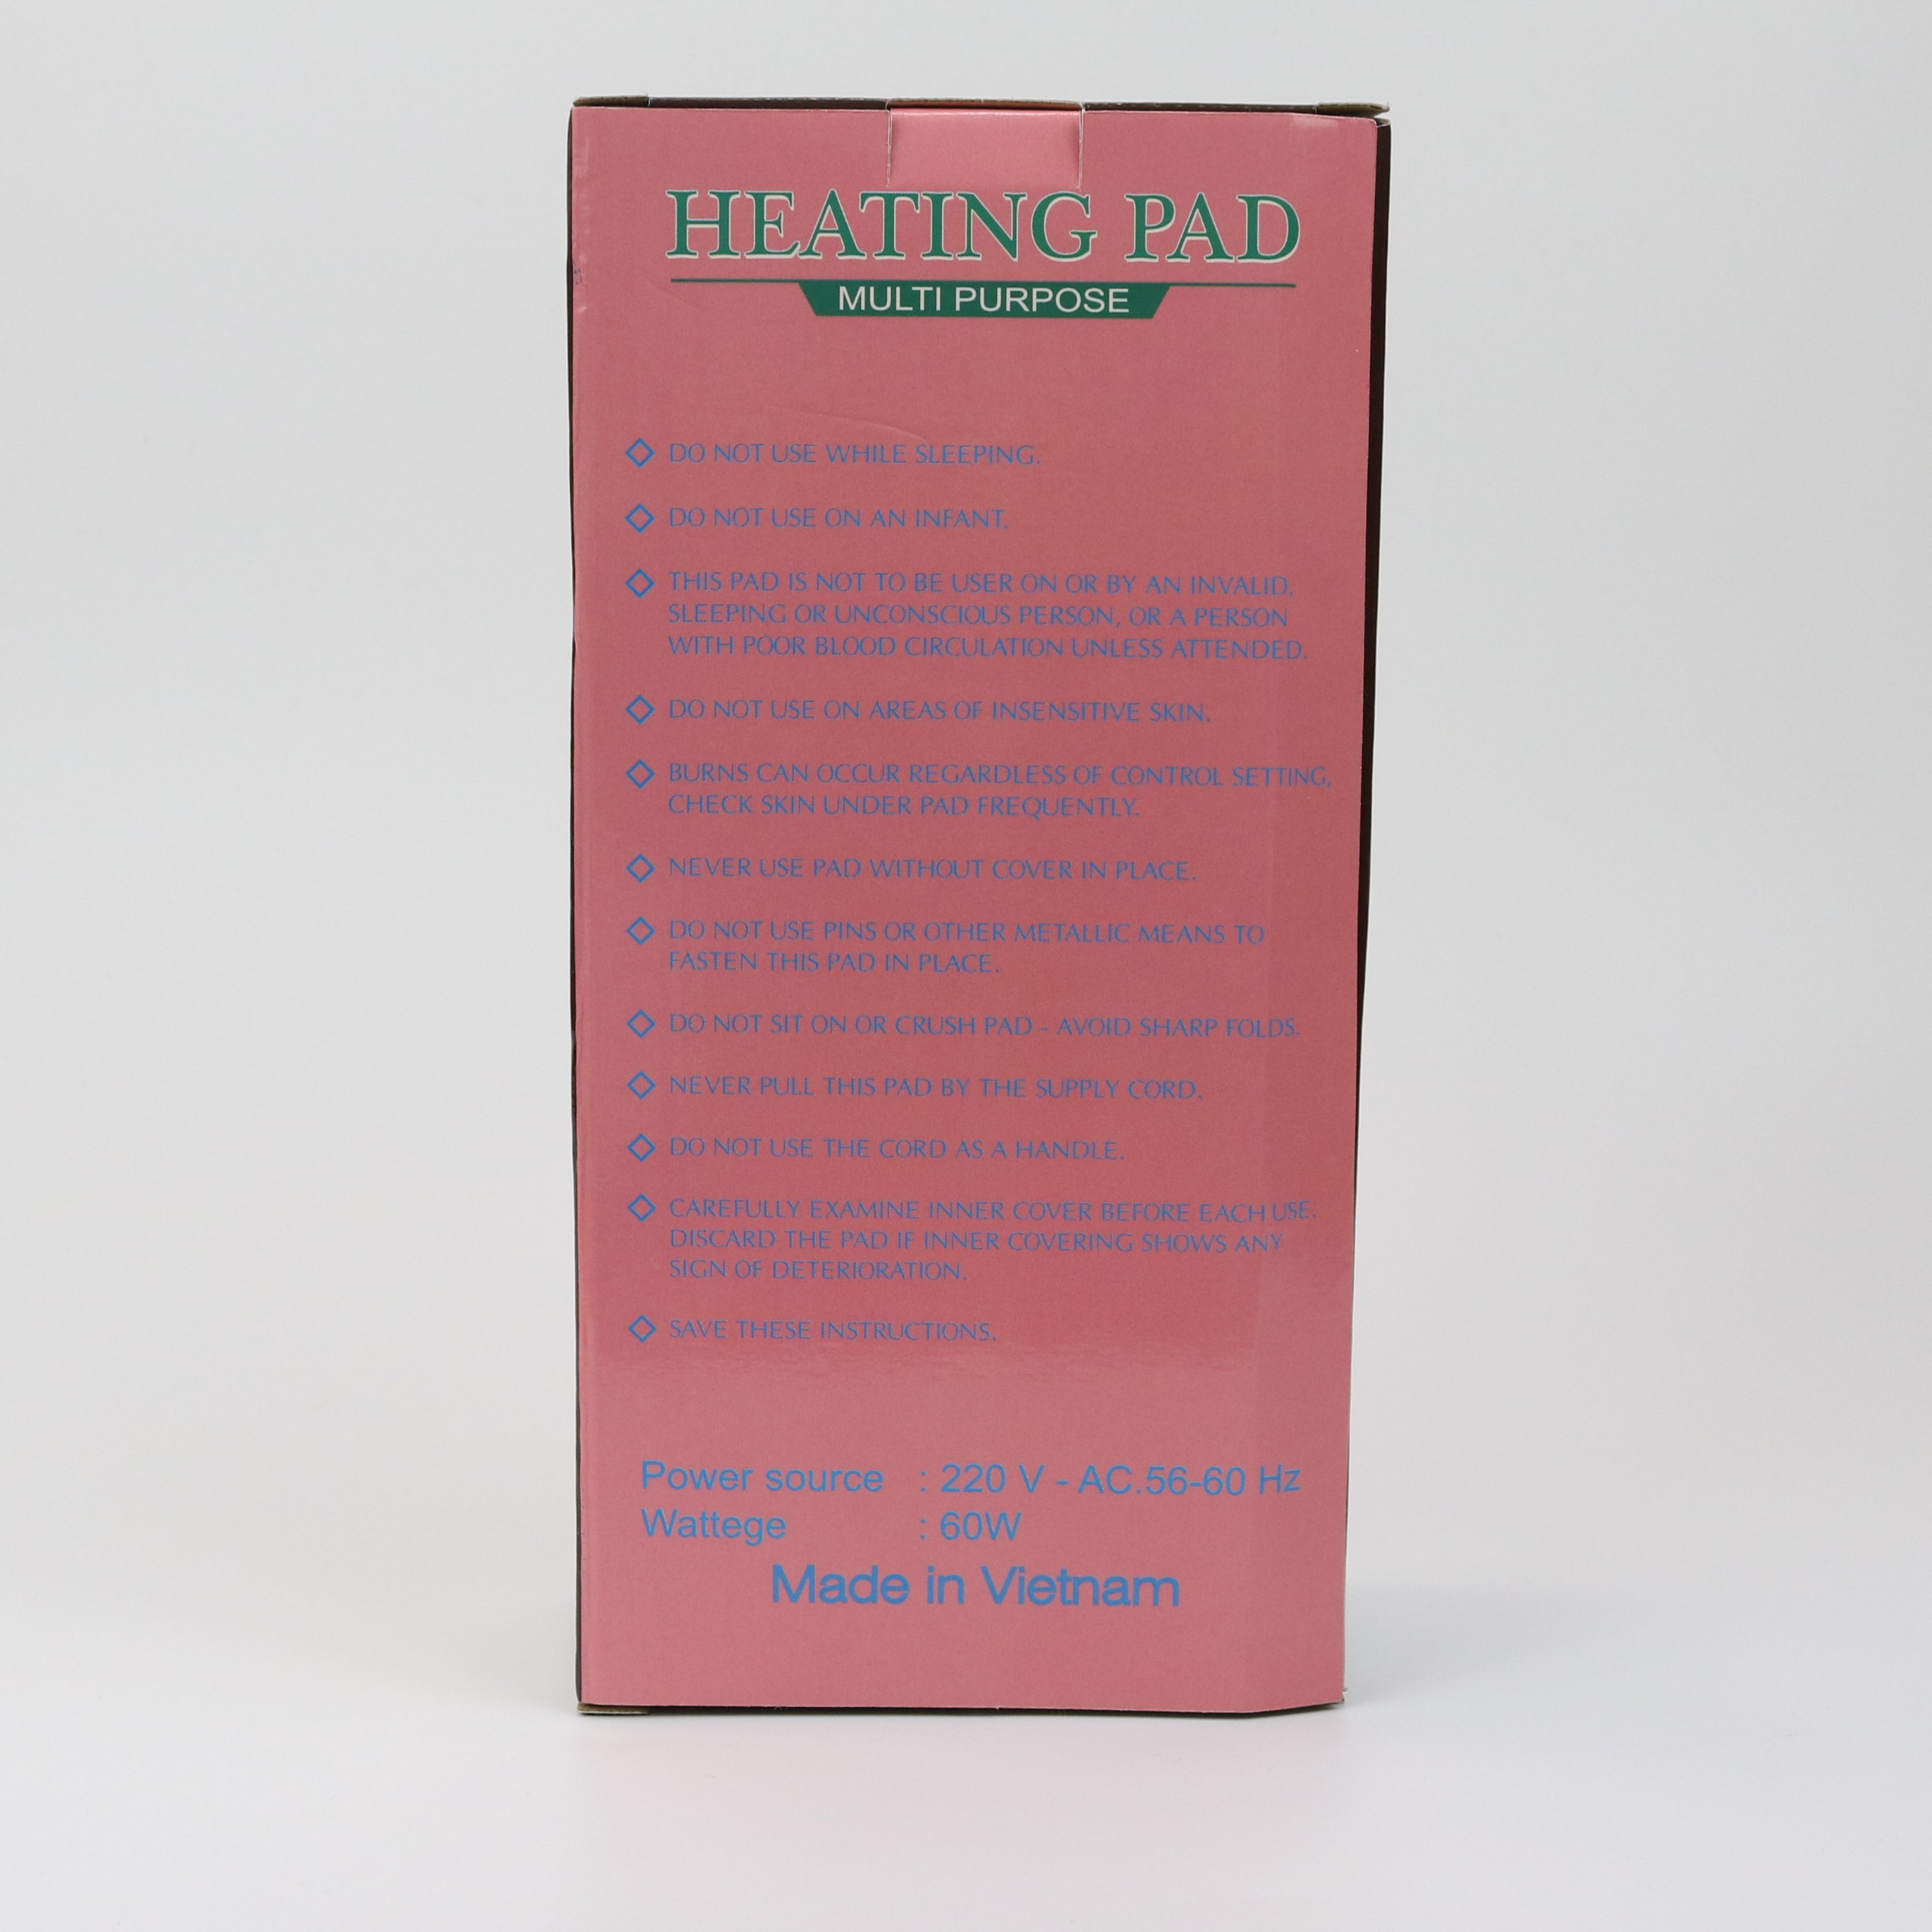 HEATING PAD
MULTI PURPOSE
DO NOT USE WHILE SLEEPING.
DO NOT USE ON AN INFANT.
THIS PAD IS NOT TO BE USER ON OR BY AN INVALID,
SLEEPING OR UNCONSCIOUS PERSON, OR A PERSON
WITH POOR BLOOD CIRCULATION UNLESS ATTENDED.
DO NOT USE ON AREAS OF INSENSITIVE SKIN.
BURNS CAN OCCUR REGARDLESS OF CONTROL SETTING,
CHECK SKIN UNDER PAD FREQUENTLY.
NEVER USE PAD WITHOUT COVER IN PLACE.
DO NOT USE PINS OR OTHER METALLIC MEANS TO
FASTEN THIS PAD IN PLACE.
DO NOT SIT ON OR CRUSH PAD - AVOID SHARP FOLDS.
NEVER PULL THIS PAD BY THE SUPPLY CORD.
DO NOT USE THE CORD AS A HANDLE.
CAREFULLY EXAMINE INNER COVER BEFORE EACH USE.
DISCARD THE PAD IF INNER COVERING SHOWS ANY
SIGN OF DETERIORATION.
SAVE THESE INSTRUCTIONS.
Power source : 220 V - AC.56-60 Hz
Wattege : 60W
Made in Vietnam